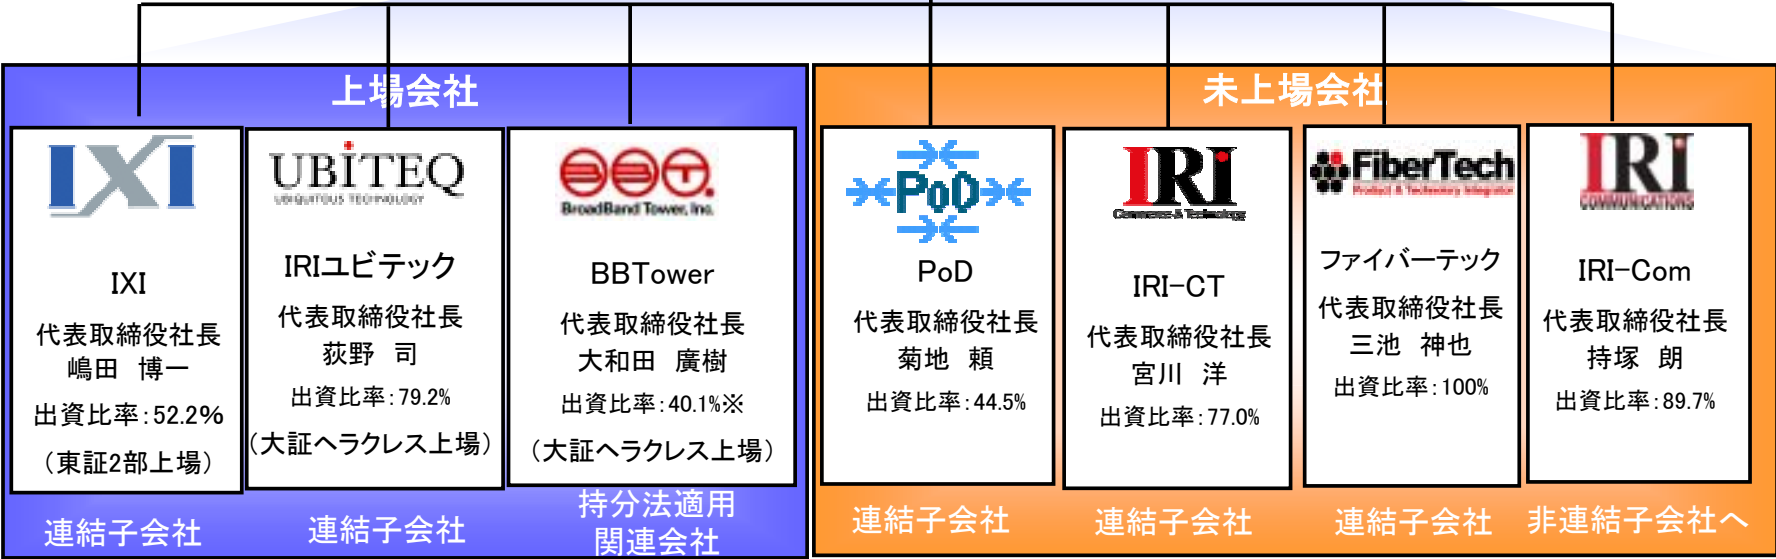 上場会社
IXI
IXI
代表取締役社長
嶋田 博一
出資比率：52.2%
（東証2部上場）
連結子会社
UBiTEQ
UBIQUITOUS TECHNOLOGY
IRIユビテック
代表取締役社長
荻野 司
出資比率：79.2%
（大証ヘラクレス上場）
連結子会社
BBT.
BroadBand Tower, Inc.
BBTower
代表取締役社長
大和田 廣樹
出資比率：40.1%※
（大証ヘラクレス上場）
持分法適用
関連会社
未上場会社
PoD
PoD
代表取締役社長
菊地 頼
出資比率：44.5%
連結子会社
IRi
Commerce & Technology
IRI-CT
代表取締役社長
宮川 洋
出資比率：77.0%
連結子会社
FiberTech
Product & Technology Integrator
ファイバーテック
代表取締役社長
三池 神也
出資比率：100%
連結子会社
IRi
COMMUNICATIONS
IRI-Com
代表取締役社長
持塚 朗
出資比率：89.7%
非連結子会社へ